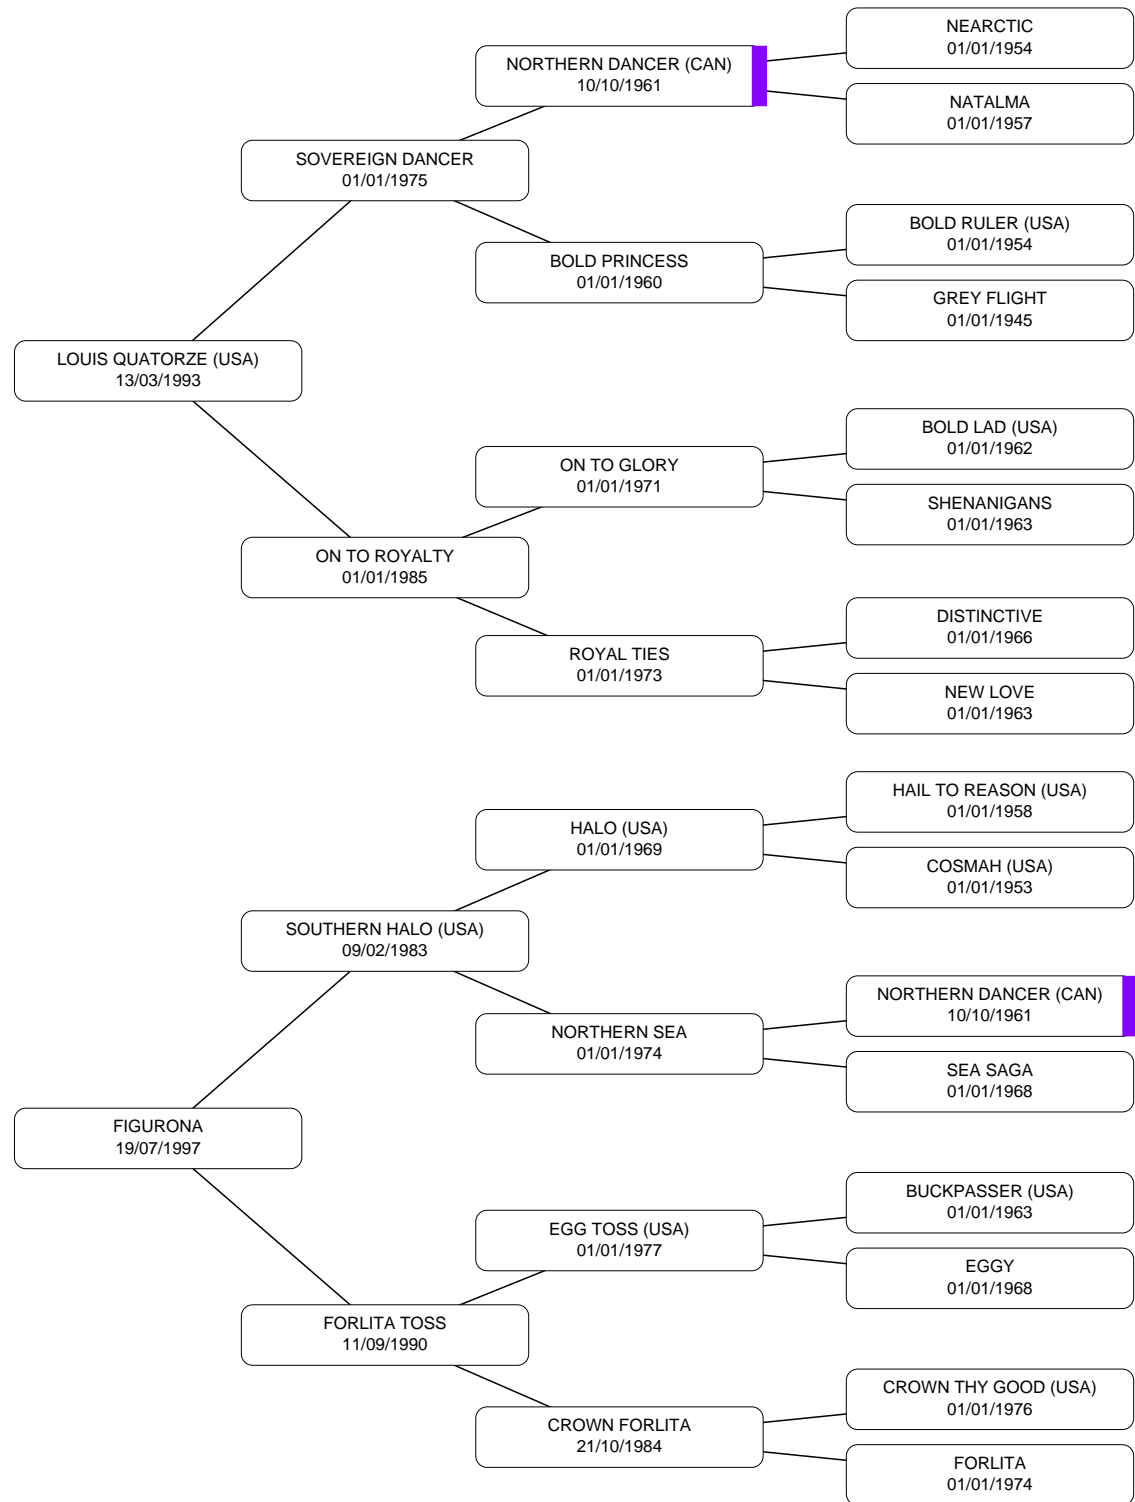 NEARCTIC
01/01/1954
NORTHERN DANCER (CAN)
10/10/1961
NATALMA
01/01/1957
SOVEREIGN DANCER
01/01/1975
BOLD RULER (USA)
01/01/1954
BOLD PRINCESS
01/01/1960
GREY FLIGHT
01/01/1945
LOUIS QUATORZE (USA)
13/03/1993
BOLD LAD (USA)
01/01/1962
ON TO GLORY
01/01/1971
SHENANIGANS
01/01/1963
ON TO ROYALTY
01/01/1985
DISTINCTIVE
01/01/1966
ROYAL TIES
01/01/1973
NEW LOVE
01/01/1963
HAIL TO REASON (USA)
01/01/1958
HALO (USA)
01/01/1969
COSMAH (USA)
01/01/1953
SOUTHERN HALO (USA)
09/02/1983
NORTHERN DANCER (CAN)
10/10/1961
NORTHERN SEA
01/01/1974
SEA SAGA
01/01/1968
FIGURONA
19/07/1997
BUCKPASSER (USA)
01/01/1963
EGG TOSS (USA)
01/01/1977
EGGY
01/01/1968
FORLITA TOSS
11/09/1990
CROWN THY GOOD (USA)
01/01/1976
CROWN FORLITA
21/10/1984
FORLITA
01/01/1974